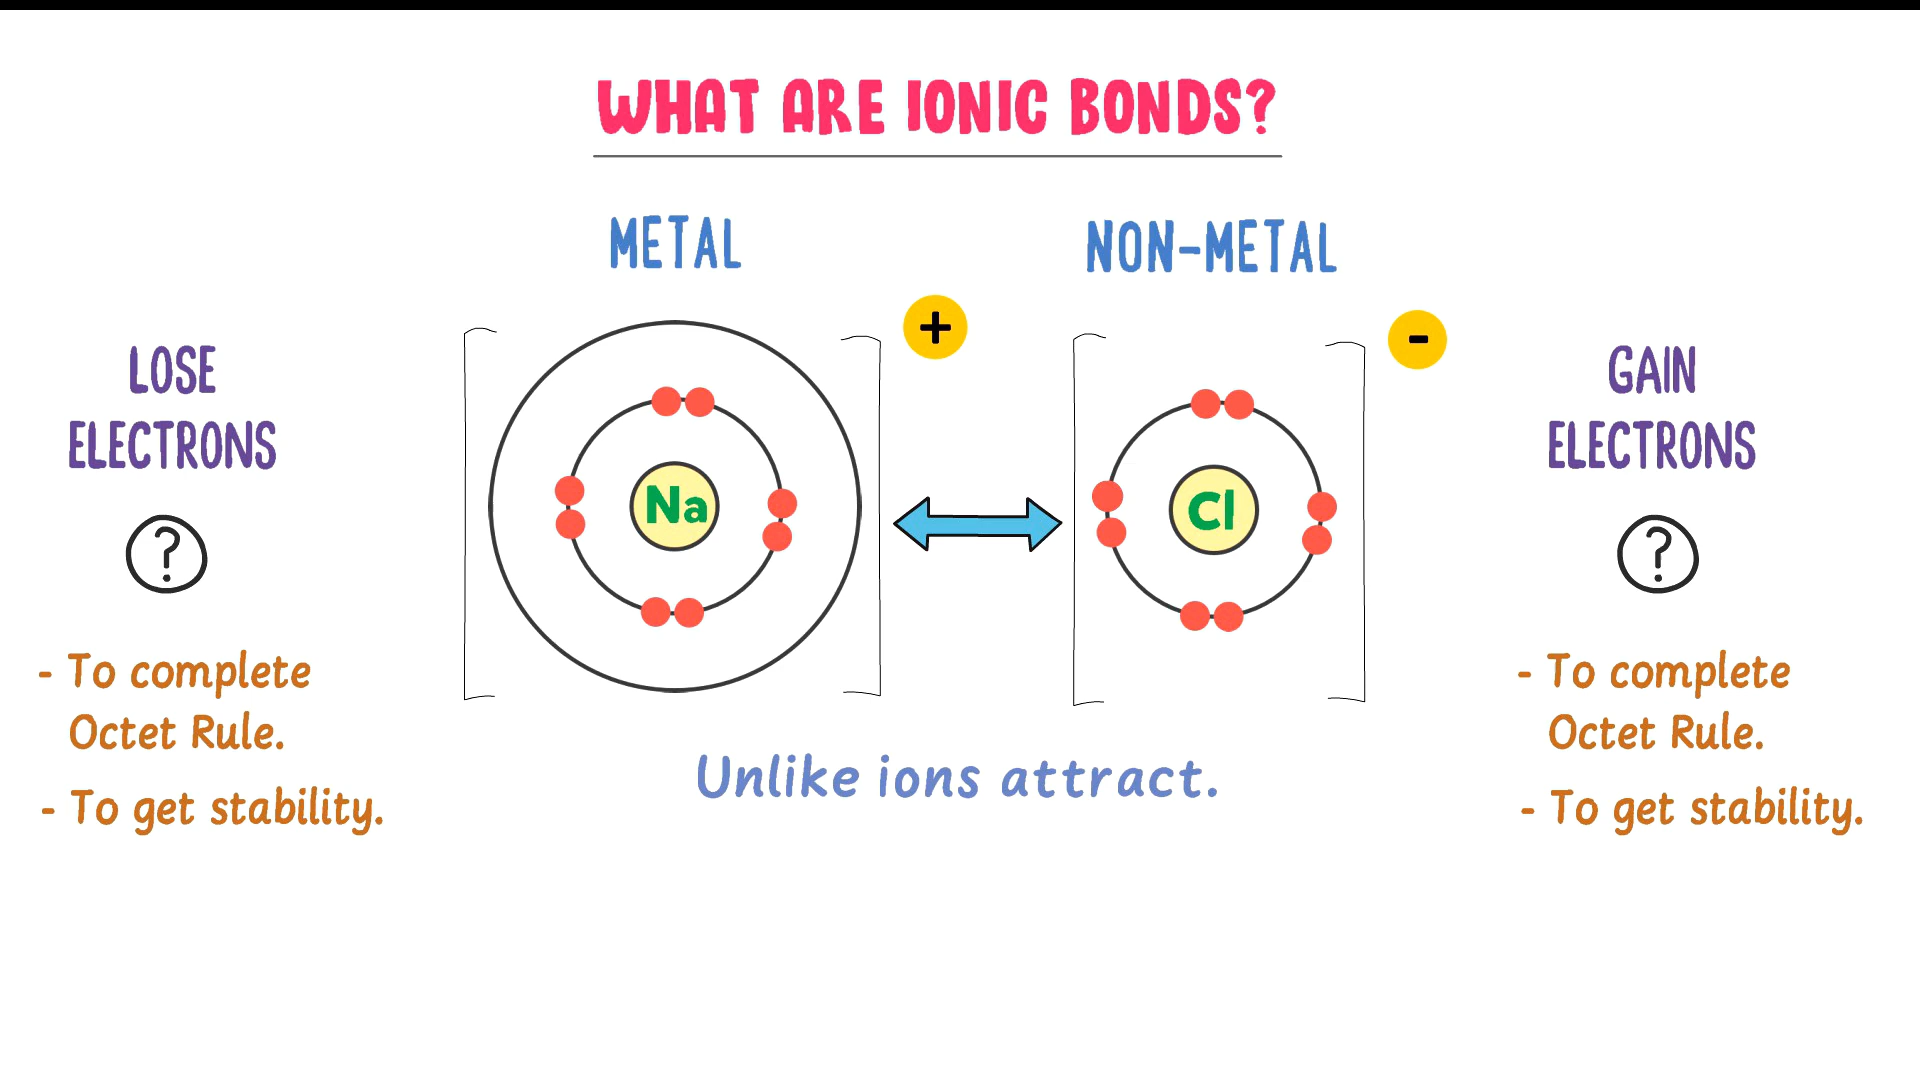 WHAT ARE IONIC BONDS?
METAL
NON-METAL
+
-
LOSE
ELECTRONS
?
- To complete
Octet Rule.
- To get stability.
Na
Cl
Unlike ions attract.
GAIN
ELECTRONS
?
- To complete
Octet Rule.
- To get stability.